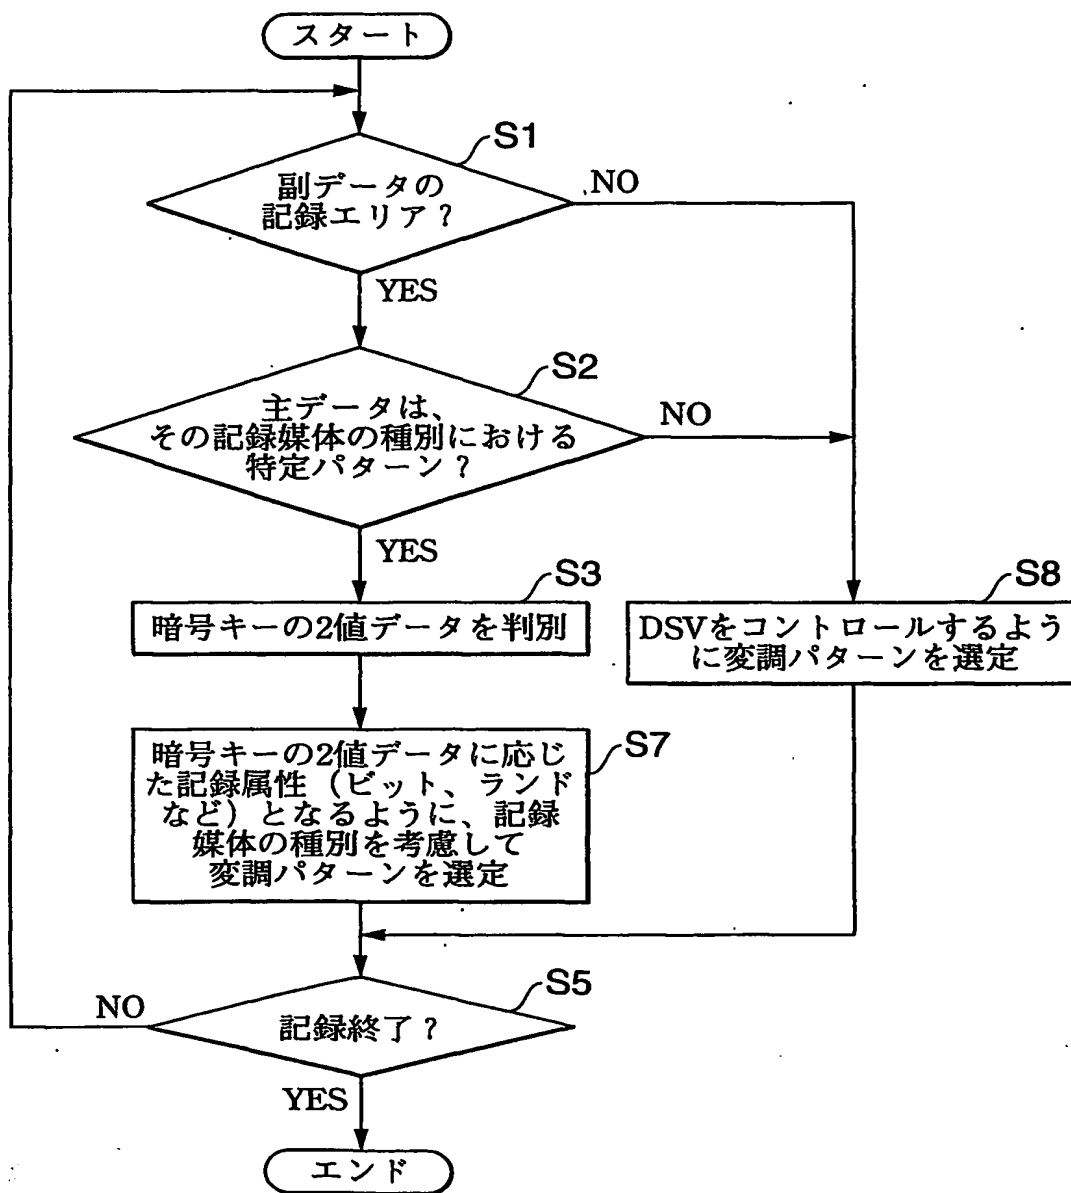 スタート
S1
副データの
記録エリア?
NO
YES
S2
主データは、
その記録媒体の種別における
特定パターン?
NO
YES
S3
暗号キーの2値データを判別
S8
DSVをコントロールするよう
に変調パターンを選定
S7
暗号キーの2値データに応じ
た記録属性(ピット、ランド
など)となるように、記録
媒体の種別を考慮して
変調パターンを選定
S5
NO
記録終了?
YES
エンド